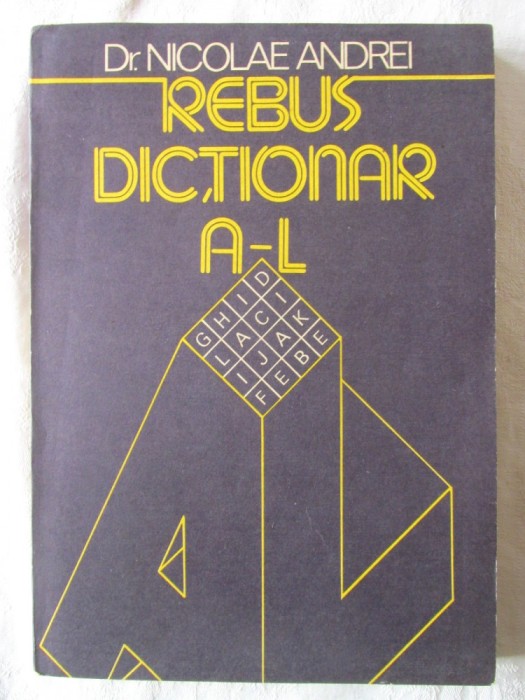 Dr. NICOLAE ANDREI
REBUS
DICȚIONAR
A-L
GHID
LACI
IJAK
FEBE